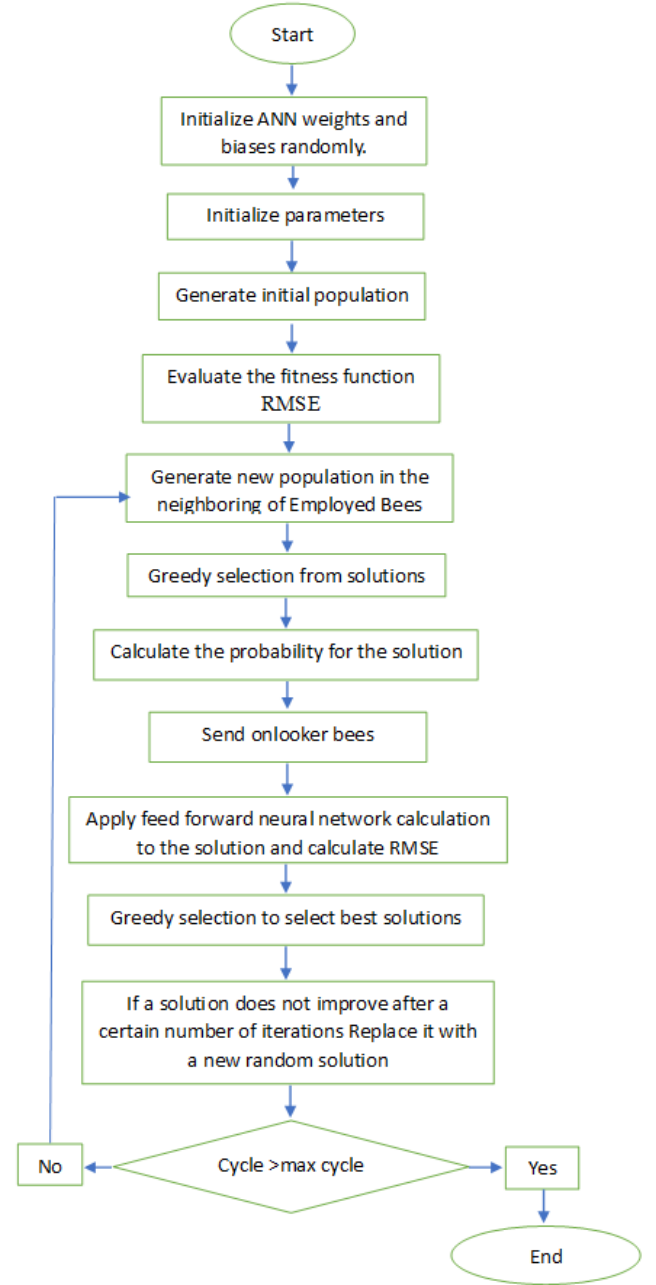 Start
Initialize ANN weights and
biases randomly.
Initialize parameters
Generate initial population
Evaluate the fitness function
RMSE
Generate new population in the
neighboring of Employed Bees
Greedy selection from solutions
Calculate the probability for the solution
Send onlooker bees
Apply feed forward neural network calculation
to the solution and calculate RMSE
Greedy selection to select best solutions
If a solution does not improve after a
certain number of iterations Replace it with
a new random solution
Cycle >max cycle
No
Yes
End